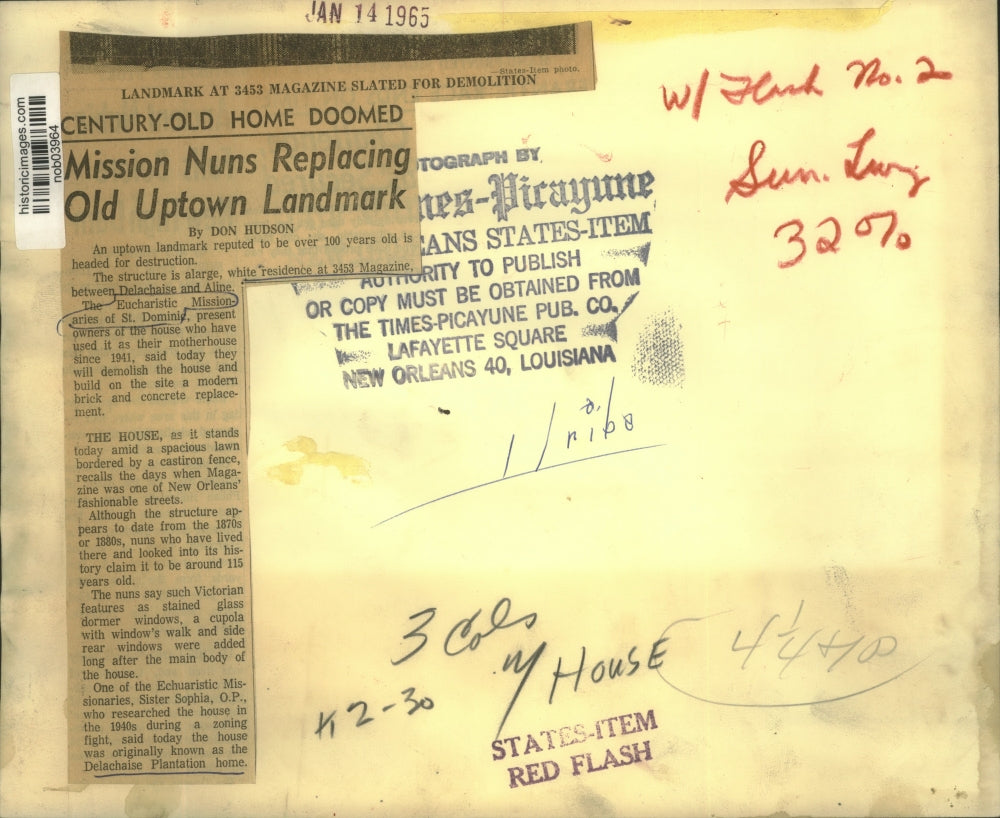 JAN 14 1965
historicimages.com
nob03964
States-Item photo.
LANDMARK AT 3453 MAGAZINE SLATED FOR DEMOLITION
CENTURY-OLD HOME DOOMED
Mission Nuns Replacing
Old Uptown Landmark
By DON HUDSON
An uptown landmark reputed to be over 100 years old is
headed for destruction.
The structure is alarge, white residence at 3453 Magazine,
between Delachaise and Aline.
The Eucharistic Mission-
aries of St. Dominic, present
owners of the house who have
used it as their motherhouse
since 1941, said today they
will demolish the house and
build on the site a modern
brick and concrete replace-
ment.
THE HOUSE, as it stands
today amid a spacious lawn
bordered by a castiron fence,
recalls the days when Maga-
zine was one of New Orleans'
fashionable streets.
Although the structure ap-
pears to date from the 1870s
or 1880s, nuns who have lived
there and looked into its his-
tory claim it to be around 115
years old.
The nuns say such Victorian
features as stained glass
dormer windows, a cupola
with window's walk and side
rear windows were added
long after the main body of
the house.
One of the Echuaristic Mis-
sionaries, Sister Sophia, O.P.,
who researched the house in
the 1940s during a zoning
fight, said today the house
was originally known as the
Delachaise Plantation home.
TOGRAPH BY
mes-Picayune
EANS STATES-ITEM
AUTHORITY TO PUBLISH
OR COPY MUST BE OBTAINED FROM
THE TIMES-PICAYUNE PUB. CO.
LAFAYETTE SQUARE
NEW ORLEANS 40, LOUISIANA
W/ Flash No. 2
Sun.
32%
3 Cols
W/ HOUSE
K2-30
STATES-ITEM
RED FLASH